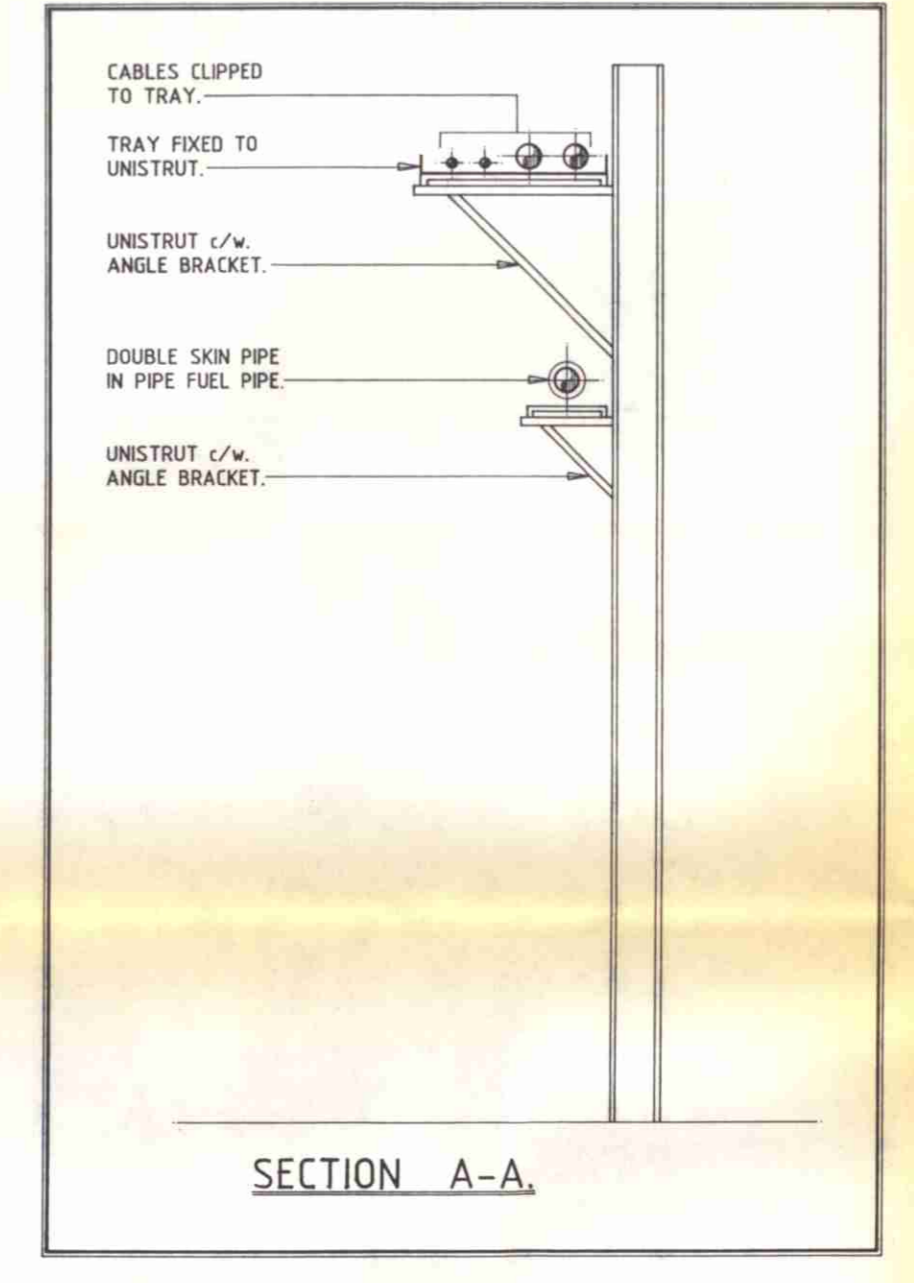 CABLES CLIPPED
TO TRAY.
TRAY FIXED TO
UNISTRUT.
UNISTRUT c/w.
ANGLE BRACKET.
DOUBLE SKIN PIPE
IN PIPE FUEL PIPE.
UNISTRUT c/w.
ANGLE BRACKET.
SECTION A-A.